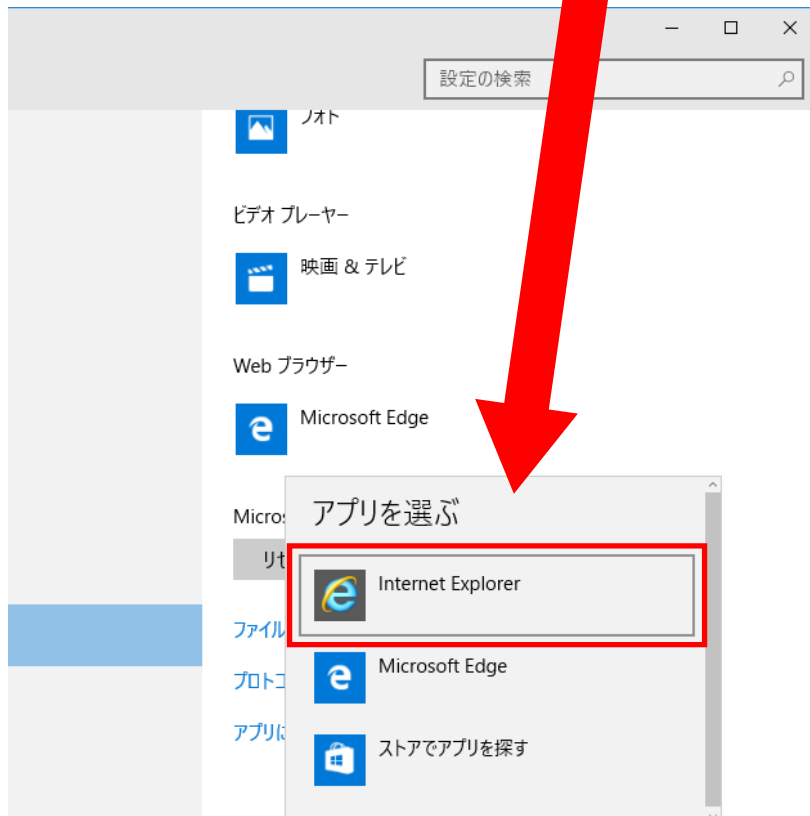 設定の検索
フォト
ビデオ プレーヤー
映画 & テレビ
Web ブラウザー
Microsoft Edge
アプリを選ぶ
Internet Explorer
Microsoft Edge
ストアでアプリを探す